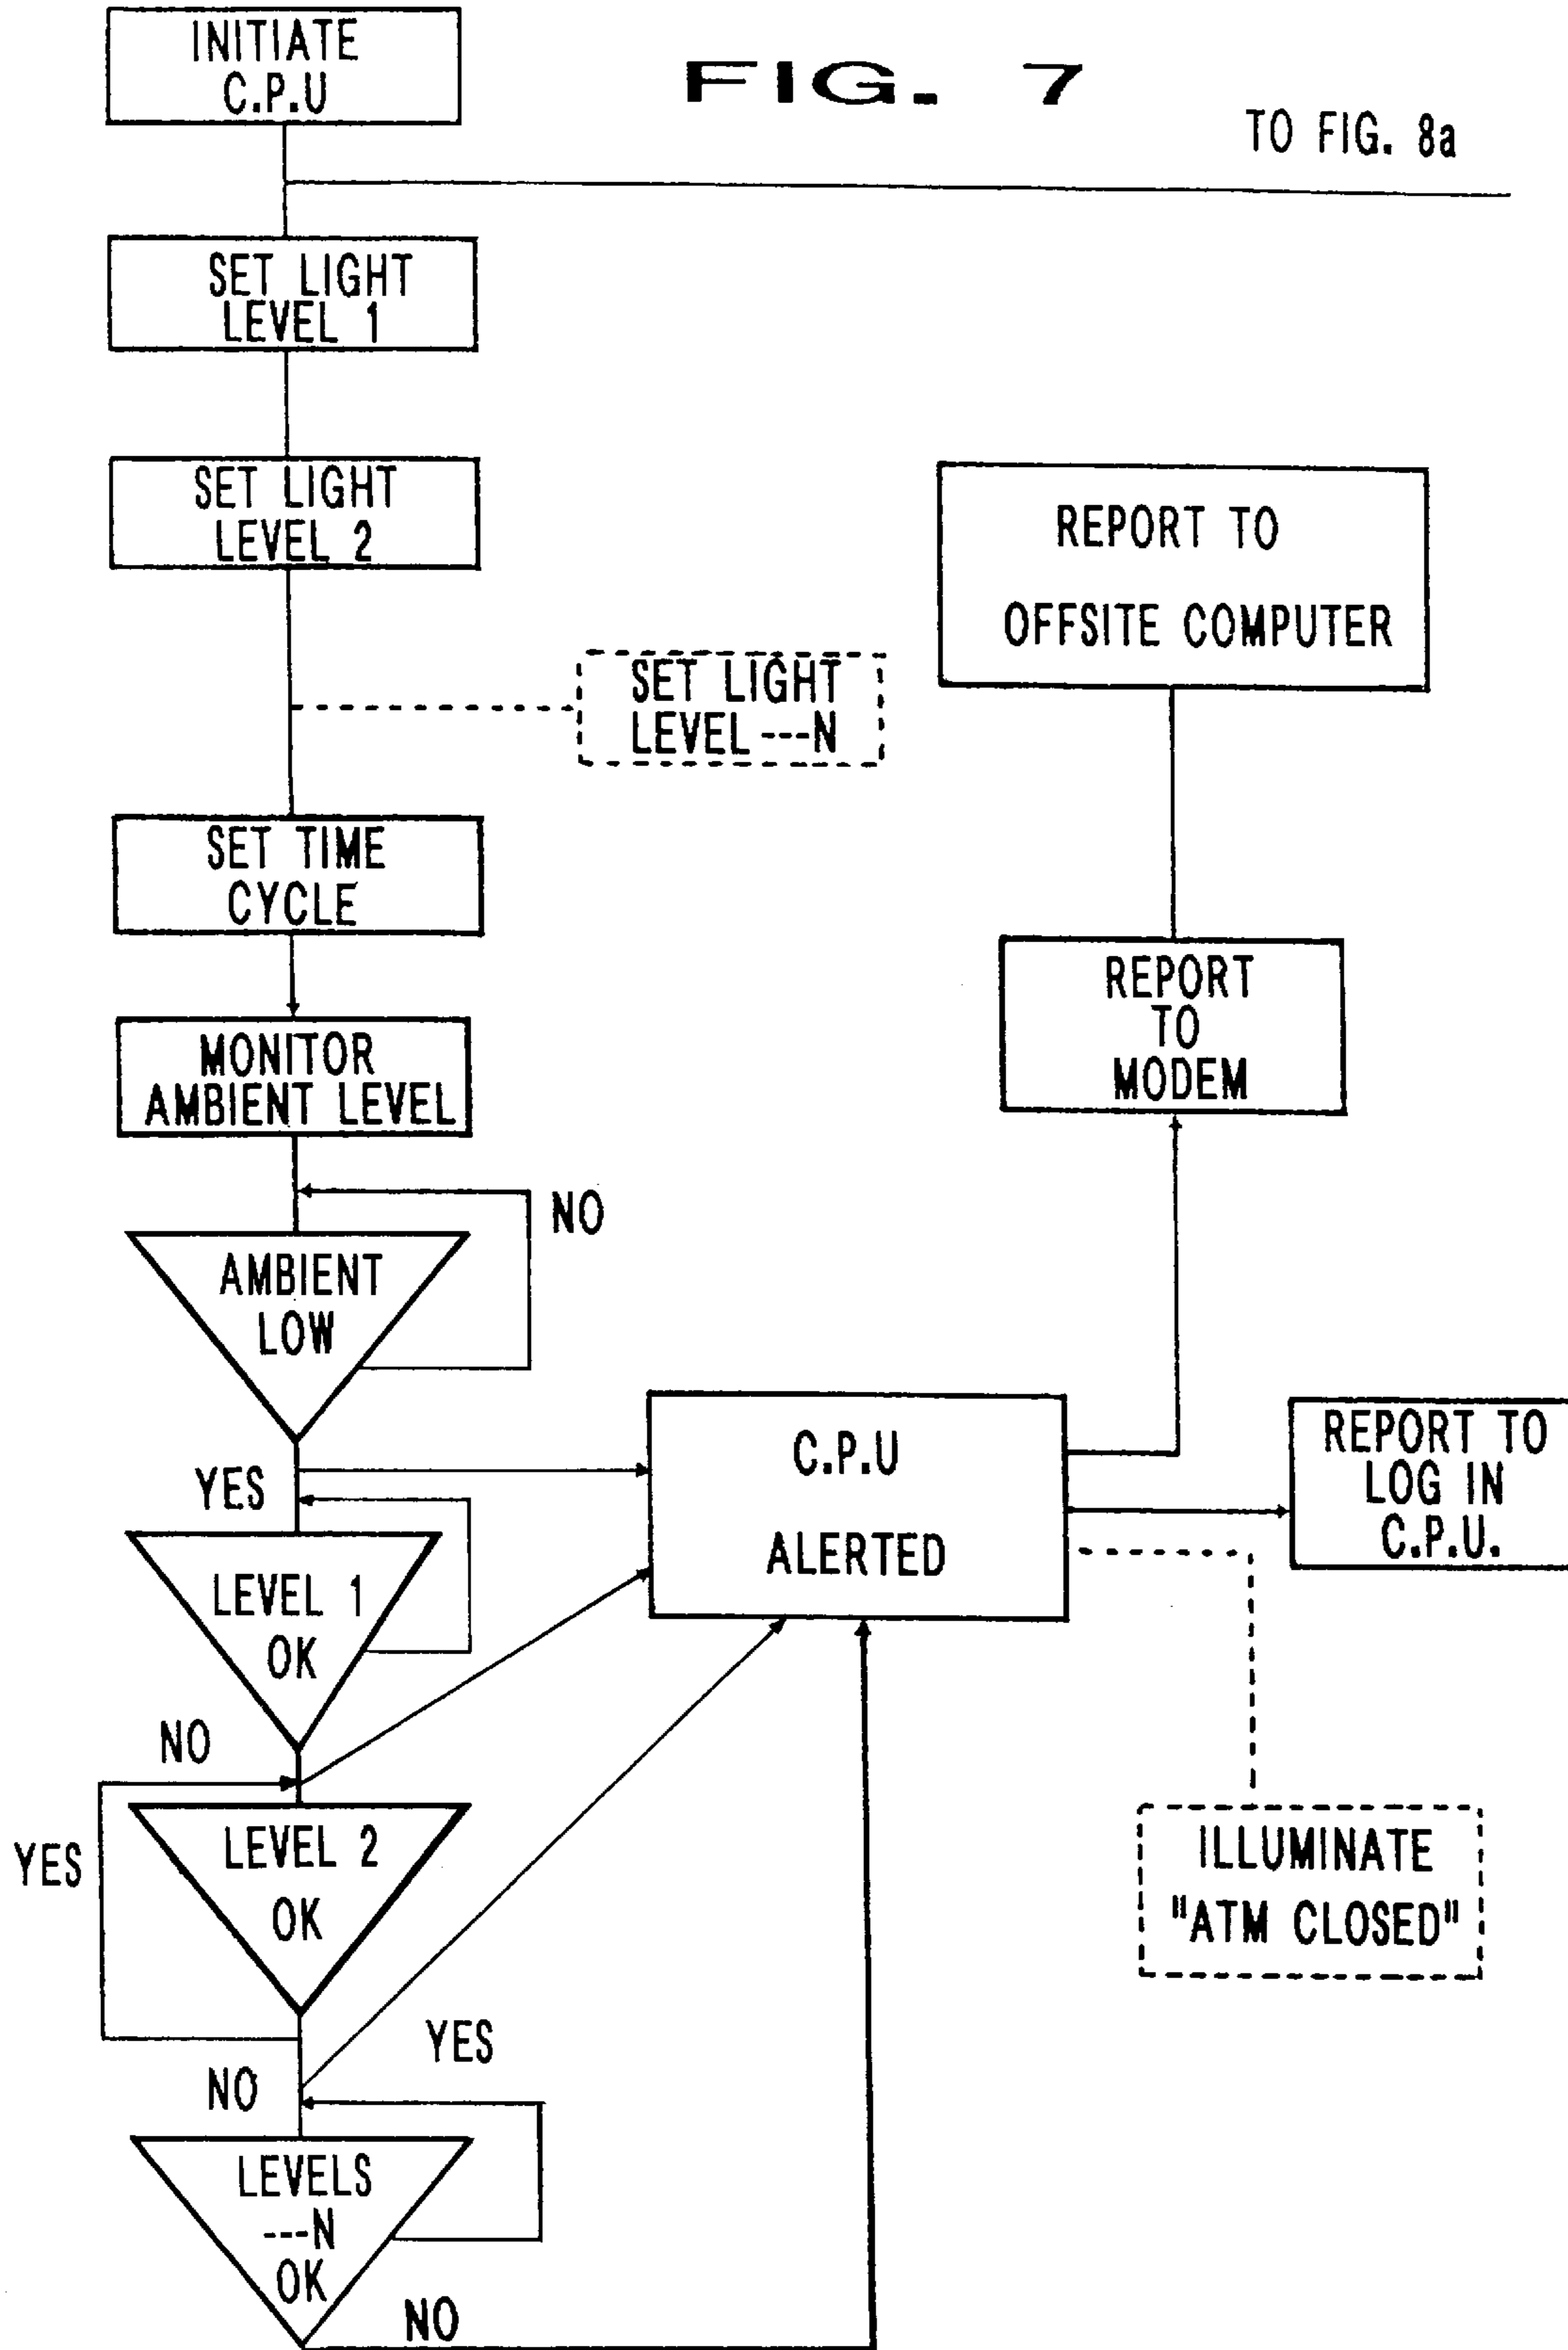 INITIATE
C.P.U
FIG. 7
TO FIG. 8a
SET LIGHT
LEVEL 1
SET LIGHT
LEVEL 2
SET LIGHT
LEVEL ---N
REPORT TO
OFFSITE COMPUTER
SET TIME
CYCLE
MONITOR
AMBIENT LEVEL
REPORT
TO
MODEM
NO
AMBIENT
LOW
YES
C.P.U
ALERTED
REPORT TO
LOG IN
C.P.U.
LEVEL 1
OK
NO
YES
LEVEL 2
OK
ILLUMINATE
"ATM CLOSED"
YES
NO
LEVELS
---N
OK
NO